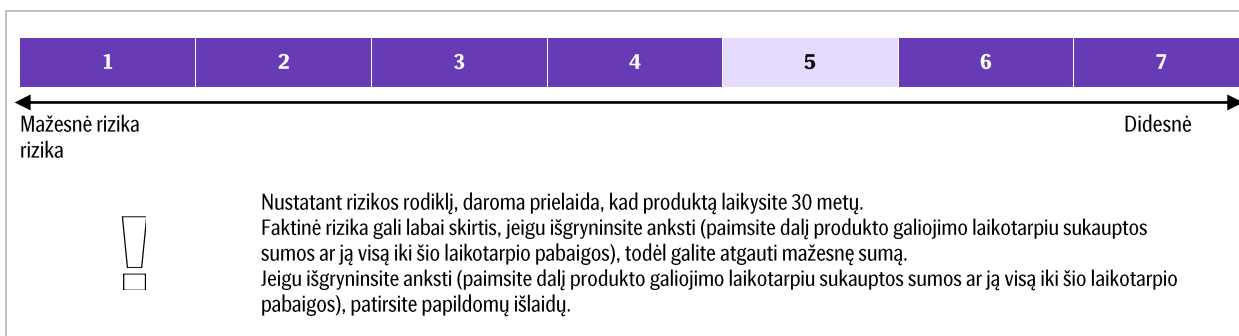 1 2 3 4 5 6 7
Mažesnė rizika Didesnė
rizika
Nustatant rizikos rodiklį, daroma prielaida, kad produktą laikysite 30 metų.
Faktinė rizika gali labai skirtis, jeigu išgryninsite anksti (paimsite dalį produkto galiojimo laikotarpiu sukauptos
sumos ar ją visą iki šio laikotarpio pabaigos), todėl galite atgauti mažesnę sumą.
Jeigu išgryninsite anksti (paimsite dalį produkto galiojimo laikotarpiu sukauptos sumos ar ją visą iki šio laikotarpio
pabaigos), patirsite papildomų išlaidų.